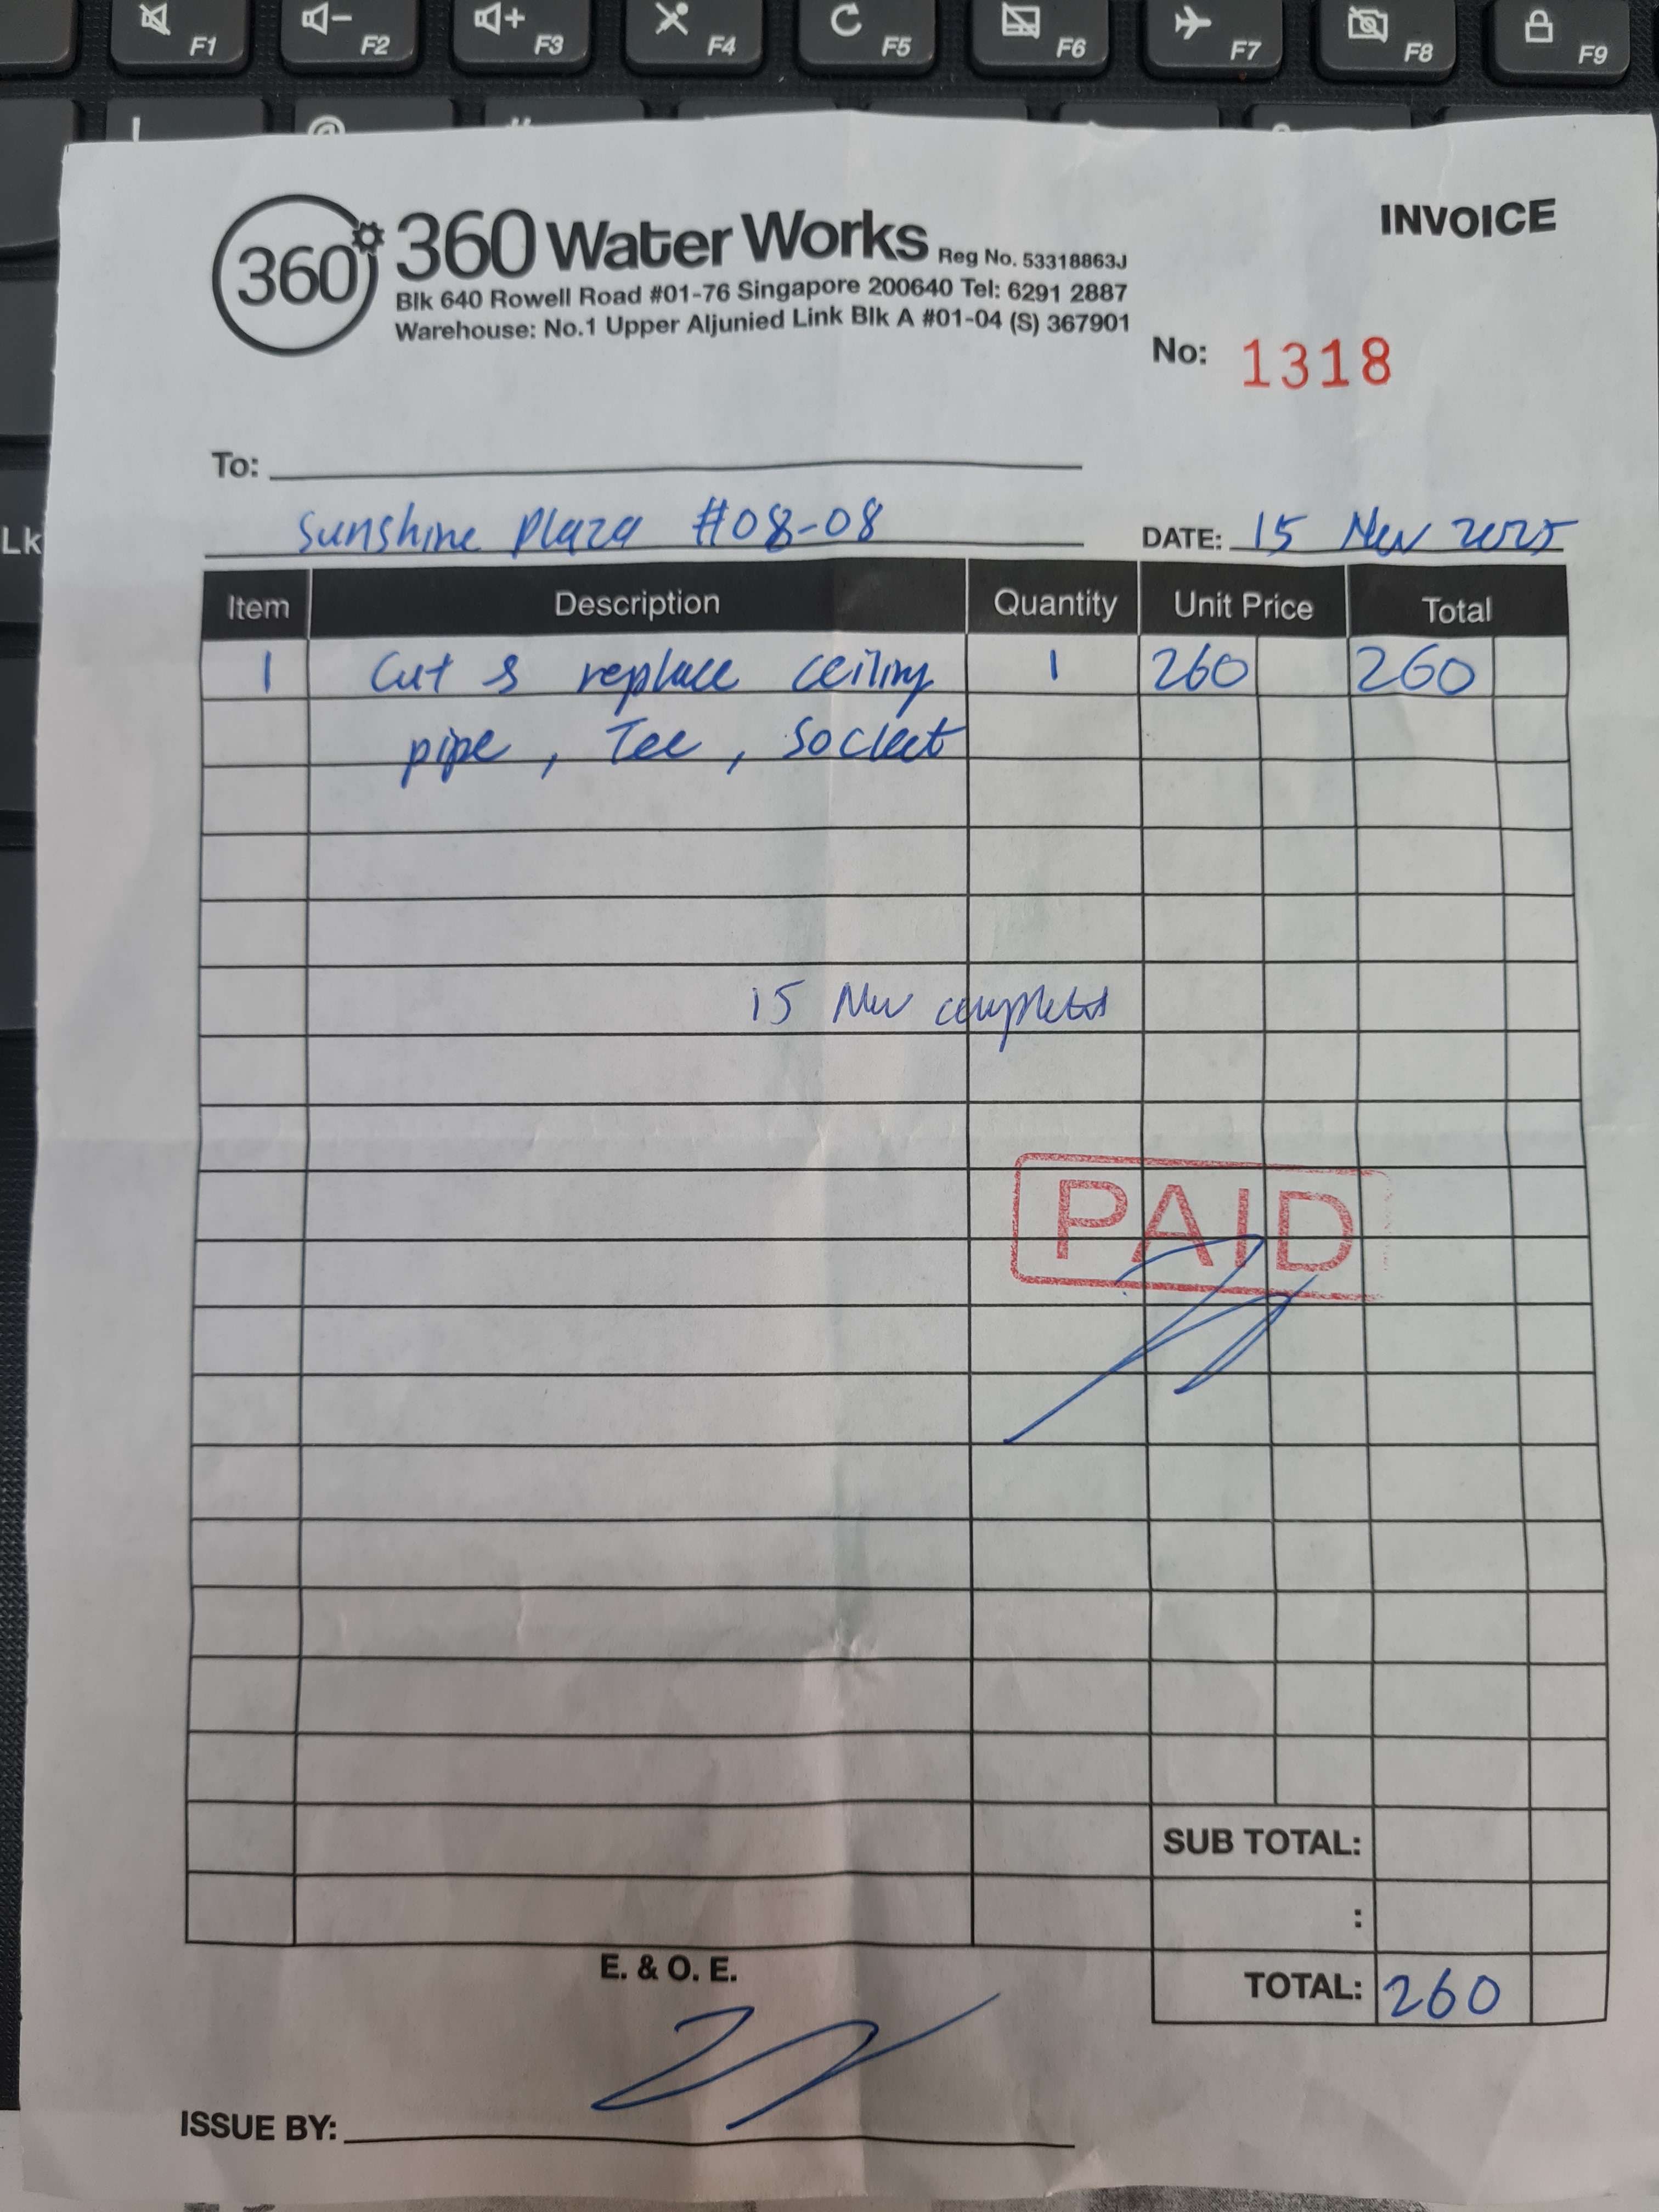 F1 F2 F3 F4 F5 F6 F7 F8 F9
Lk
360
360 Water Works Reg No. 53318863J
Blk 640 Rowell Road #01-76 Singapore 200640 Tel: 6291 2887
Warehouse: No.1 Upper Aljunied Link Blk A #01-04 (S) 367901
INVOICE
No: 1318
To:
Sunshine Plaza #08-08
DATE: 15 Nov 2025
Item Description Quantity Unit Price Total
1 Cut & replace ceiling 1 260 260
pipe, Tee, Socket
15 Nov completed
PAID
SUB TOTAL:
:
E. & O. E.
TOTAL: 260
ISSUE BY: